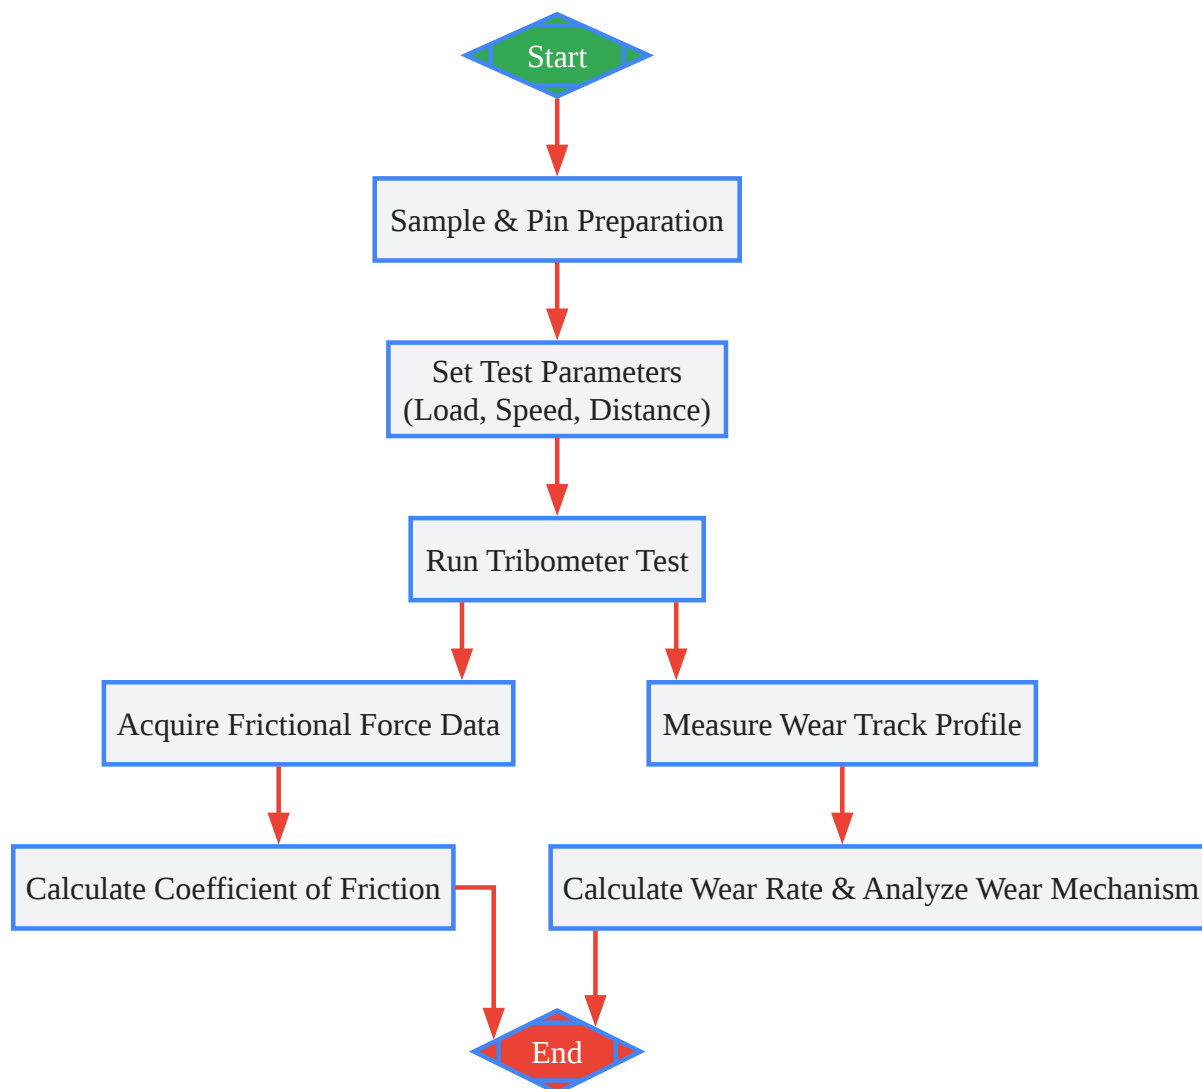 Start
Sample & Pin Preparation
Set Test Parameters
(Load, Speed, Distance)
Run Tribometer Test
Acquire Frictional Force Data
Measure Wear Track Profile
Calculate Coefficient of Friction
Calculate Wear Rate & Analyze Wear Mechanism
End